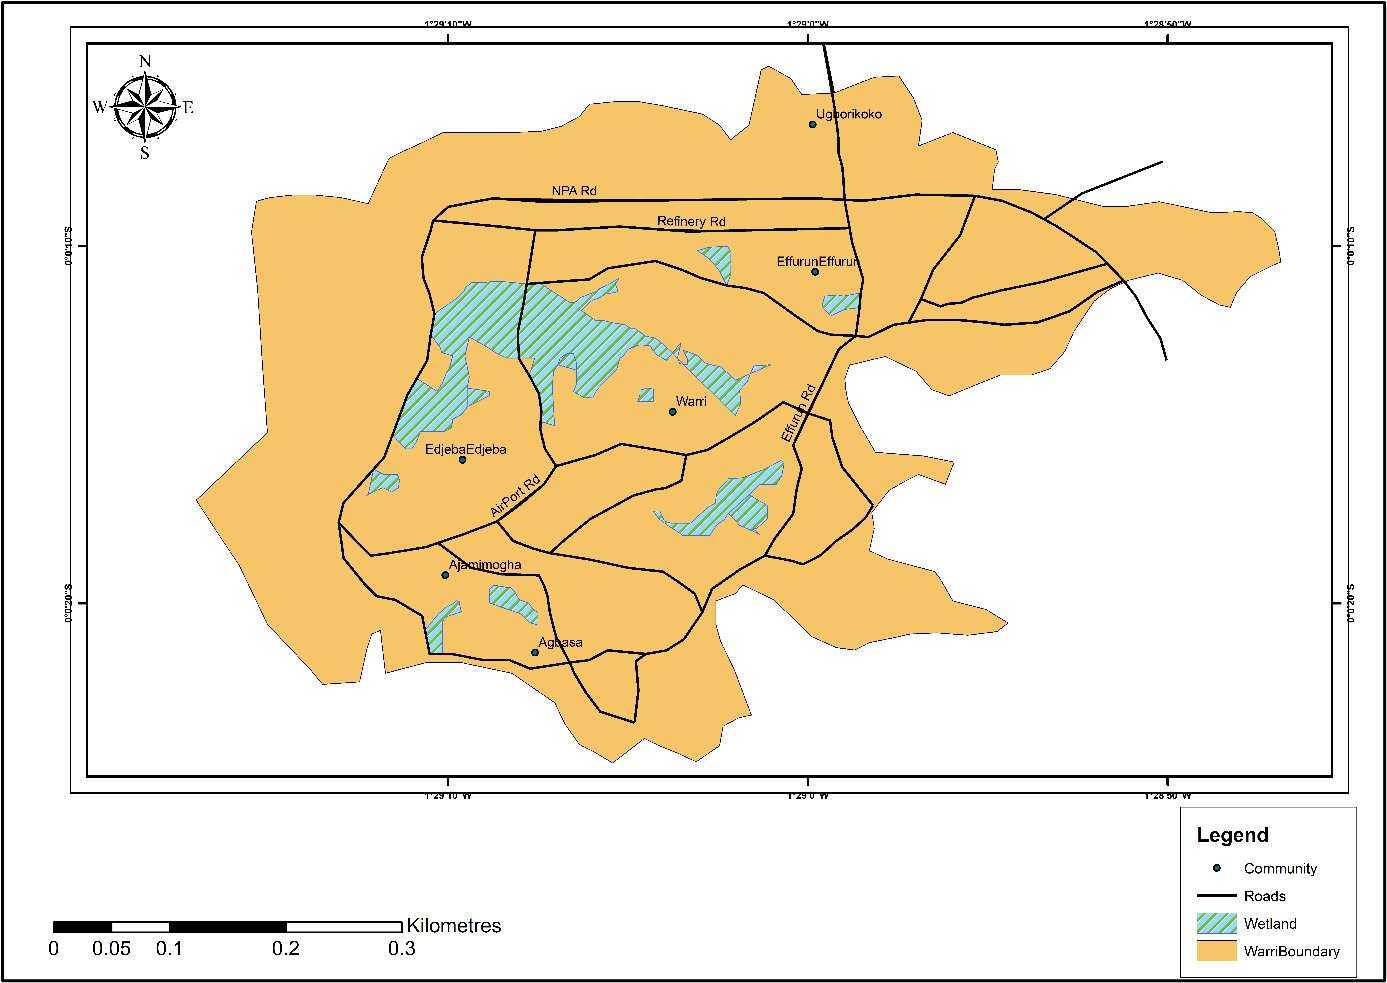 1°29'10"W 1°29'0"W 1°28'50"W
N
W E
S
Ugborikoko
NPA Rd
Refinery Rd
0°0'10"S 0°0'10"S
EffurunEffurun
Warri
Effurun Rd
EdjebaEdjeba
AirPort Rd
Ajamimogha
0°0'20"S 0°0'20"S
Agbasa
1°29'10"W 1°29'0"W 1°28'50"W
Legend
Community
Roads
Wetland
WarriBoundary
Kilometres
0 0.05 0.1 0.2 0.3